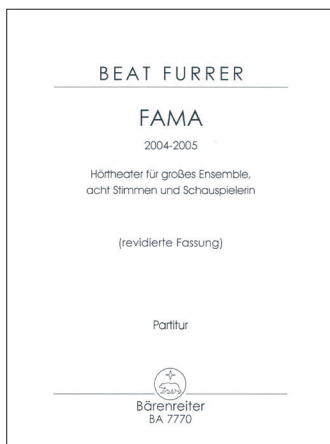 BEAT FURRER
FAMA
2004-2005
Hörtheater für großes Ensemble,
acht Stimmen und Schauspielerin
(revidierte Fassung)
Partitur
Bärenreiter
BA 7770